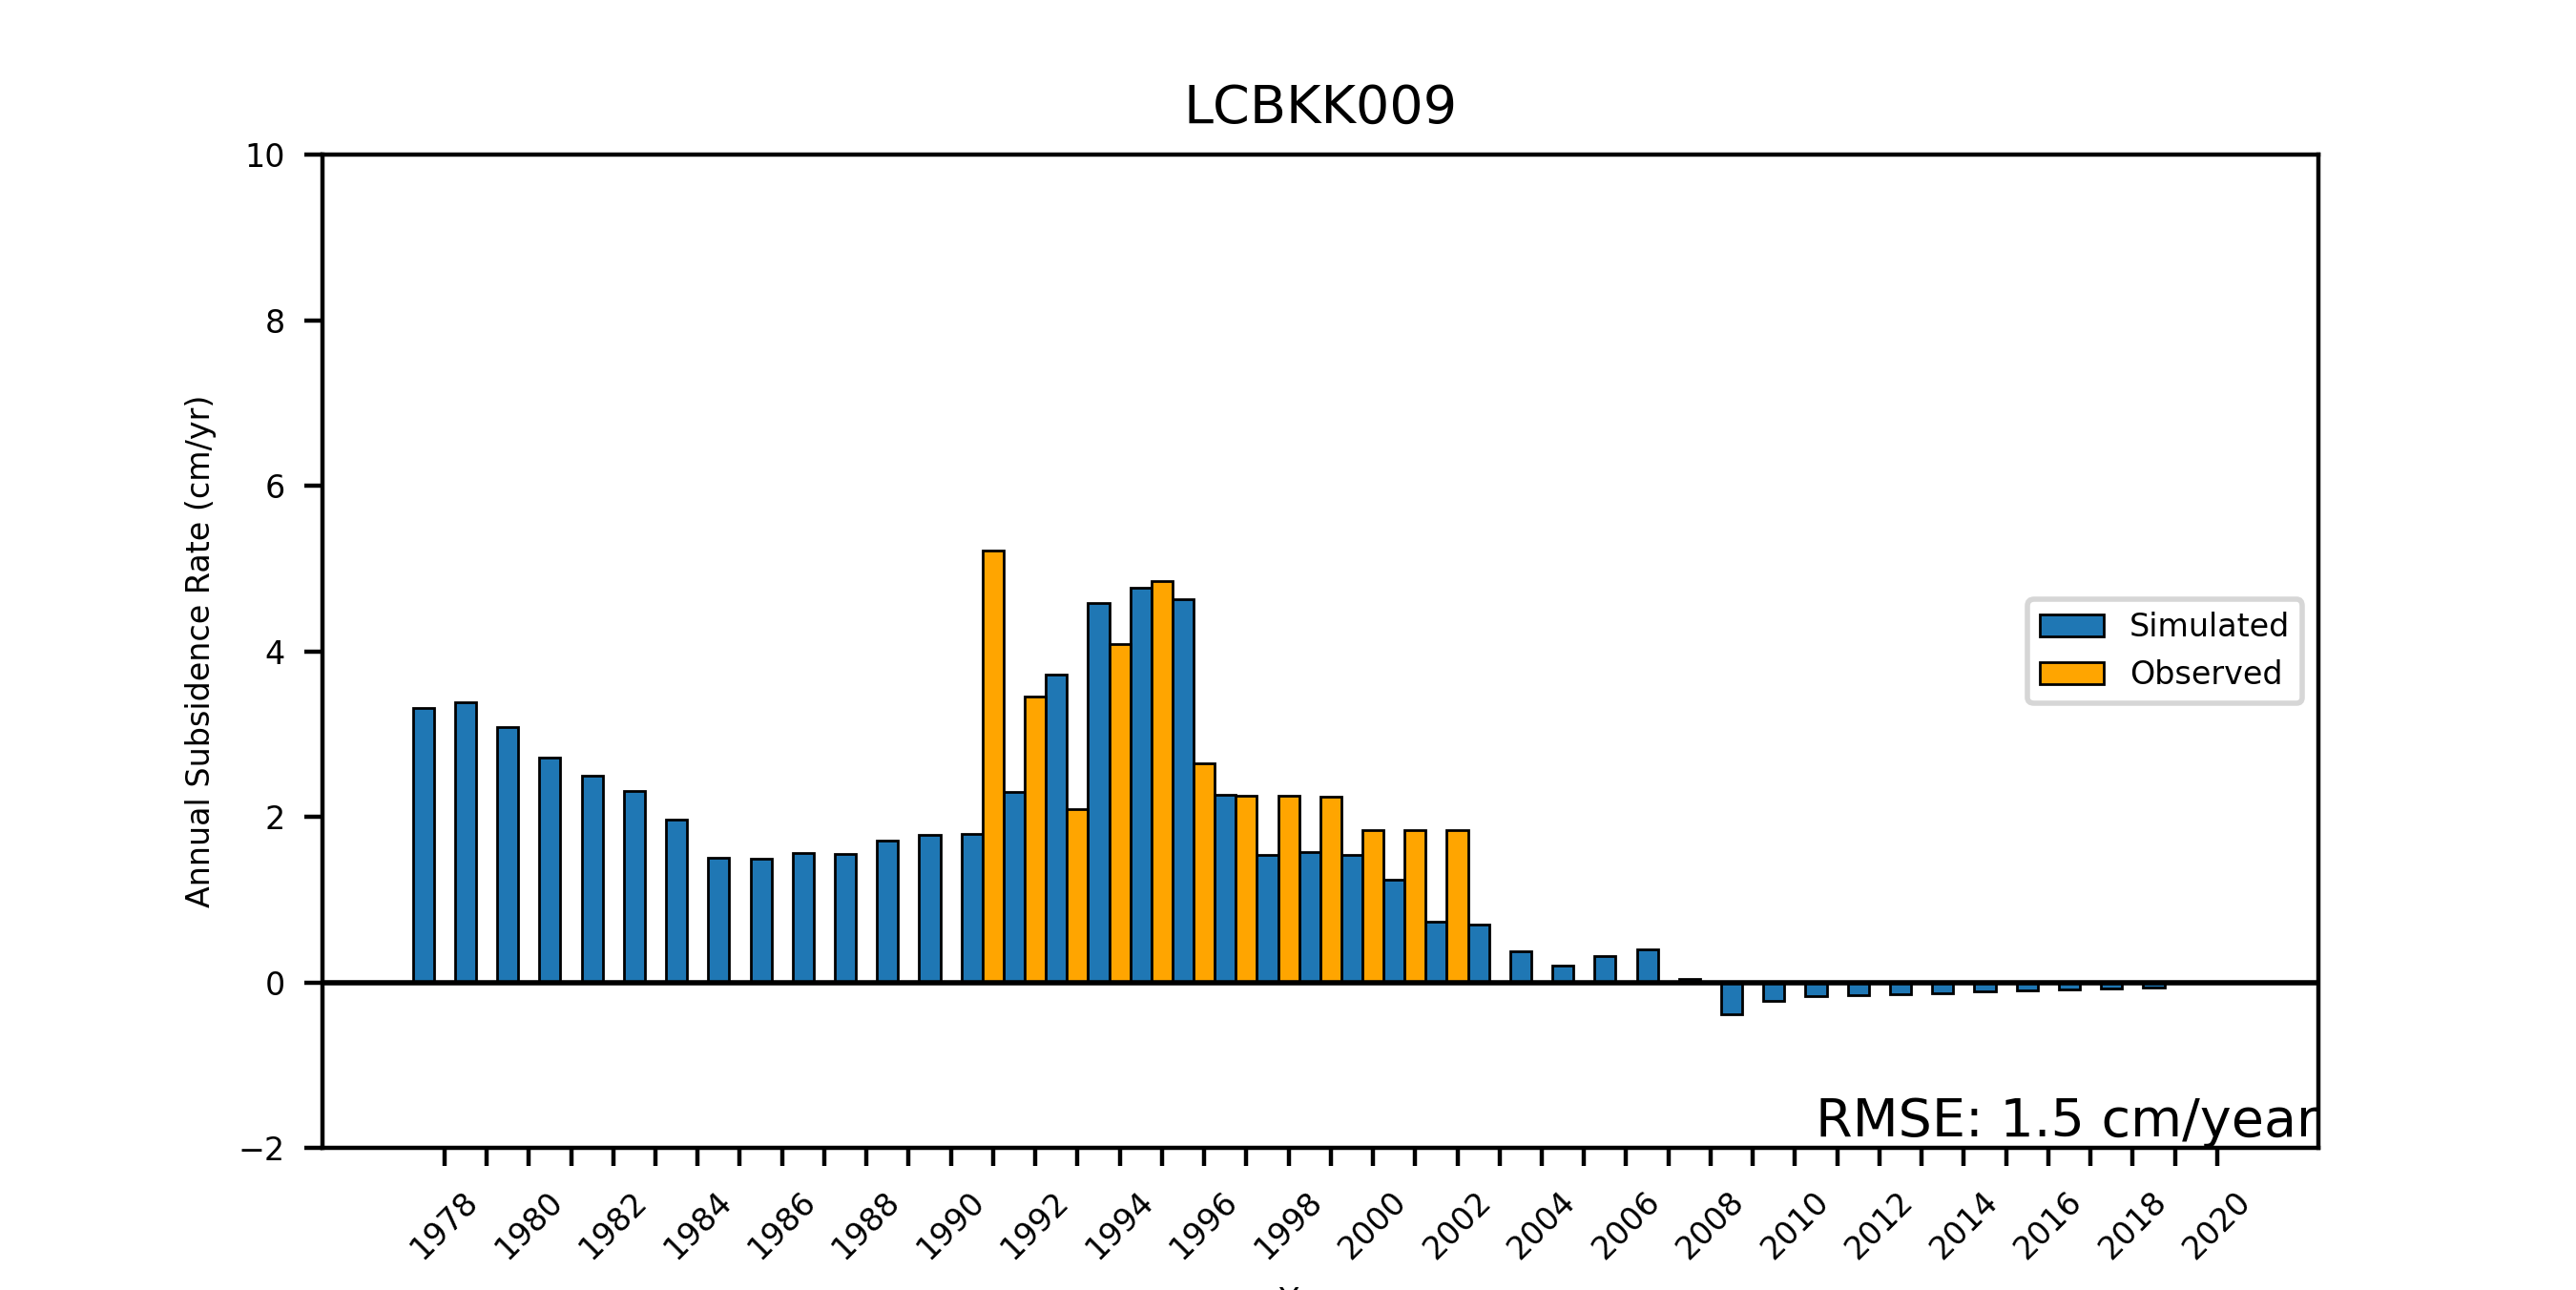 LCBKK009
10
8
6
4
2
0
−2
Annual Subsidence Rate (cm/yr)
Simulated
Observed
RMSE: 1.5 cm/year
1978 1980 1982 1984 1986 1988 1990 1992 1994 1996 1998 2000 2002 2004 2006 2008 2010 2012 2014 2016 2018 2020